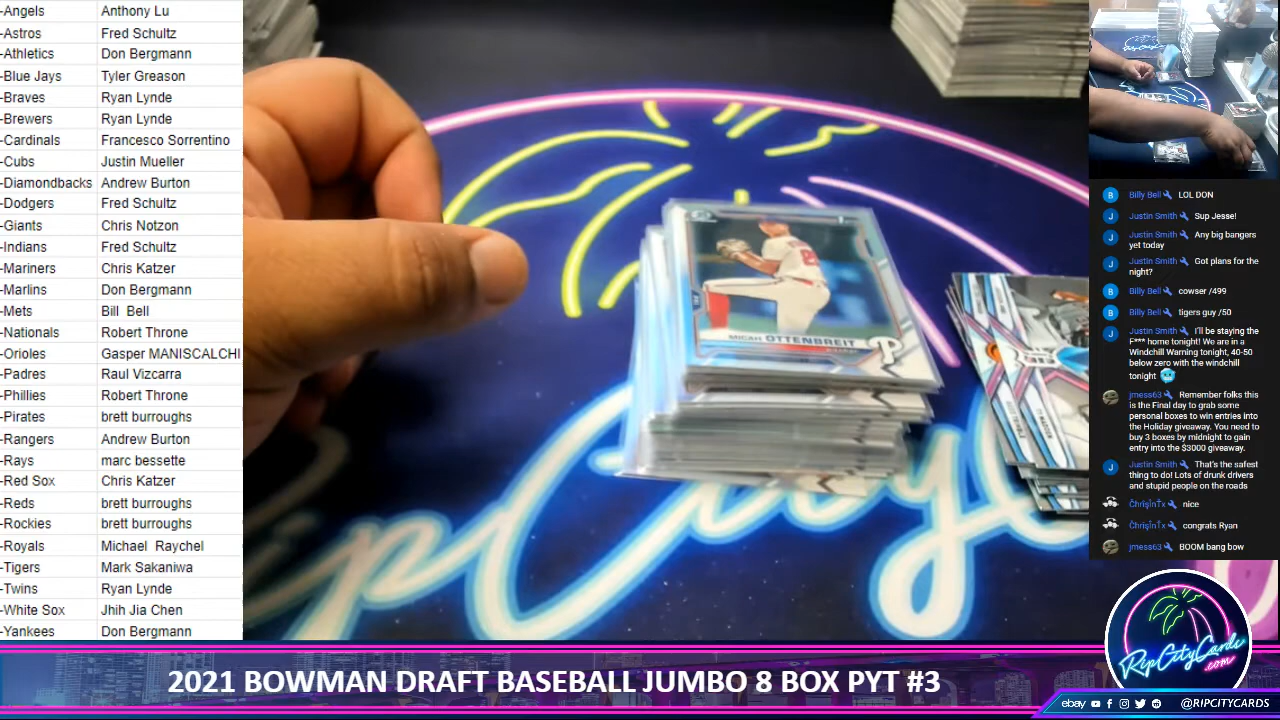 -Angels Anthony Lu
-Astros Fred Schultz
-Athletics Don Bergmann
-Blue Jays Tyler Greason
-Braves Ryan Lynde
-Brewers Ryan Lynde
-Cardinals Francesco Sorrentino
-Cubs Justin Mueller
-Diamondbacks Andrew Burton
-Dodgers Fred Schultz
-Giants Chris Notzon
-Indians Fred Schultz
-Mariners Chris Katzer
-Marlins Don Bergmann
-Mets Bill Bell
-Nationals Robert Throne
-Orioles Gasper MANISCALCHI
-Padres Raul Vizcarra
-Phillies Robert Throne
-Pirates brett burroughs
-Rangers Andrew Burton
-Rays marc bessette
-Red Sox Chris Katzer
-Reds brett burroughs
-Rockies brett burroughs
-Royals Michael Raychel
-Tigers Mark Sakaniwa
-Twins Ryan Lynde
-White Sox Jhih Jia Chen
-Yankees Don Bergmann
MICAH OTTENBREIT
P
B Billy Bell LOL DON
J Justin Smith Sup Jesse!
J Justin Smith Any big bangers
yet today
J Justin Smith Got plans for the
night?
B Billy Bell cowser /499
B Billy Bell tigers guy /50
J Justin Smith I'll be staying the
F*** home tonight! We are in a
Windchill Warning tonight, 40-50
below zero with the windchill
tonight 🥶
jmess63 Remember folks this
is the Final day to grab some
personal boxes to win entries into
the Holiday giveaway. You need to
buy 3 boxes by midnight to gain
entry into the $3000 giveaway.
J Justin Smith That's the safest
thing to do! Lots of drunk drivers
and stupid people on the roads
ČhrişĬnŤx nice
ČhrişĬnŤx congrats Ryan
jmess63 BOOM bang bow
RipCityCards
.com
2021 BOWMAN DRAFT BASEBALL JUMBO 8 BOX PYT #3
ebay @RIPCITYCARDS